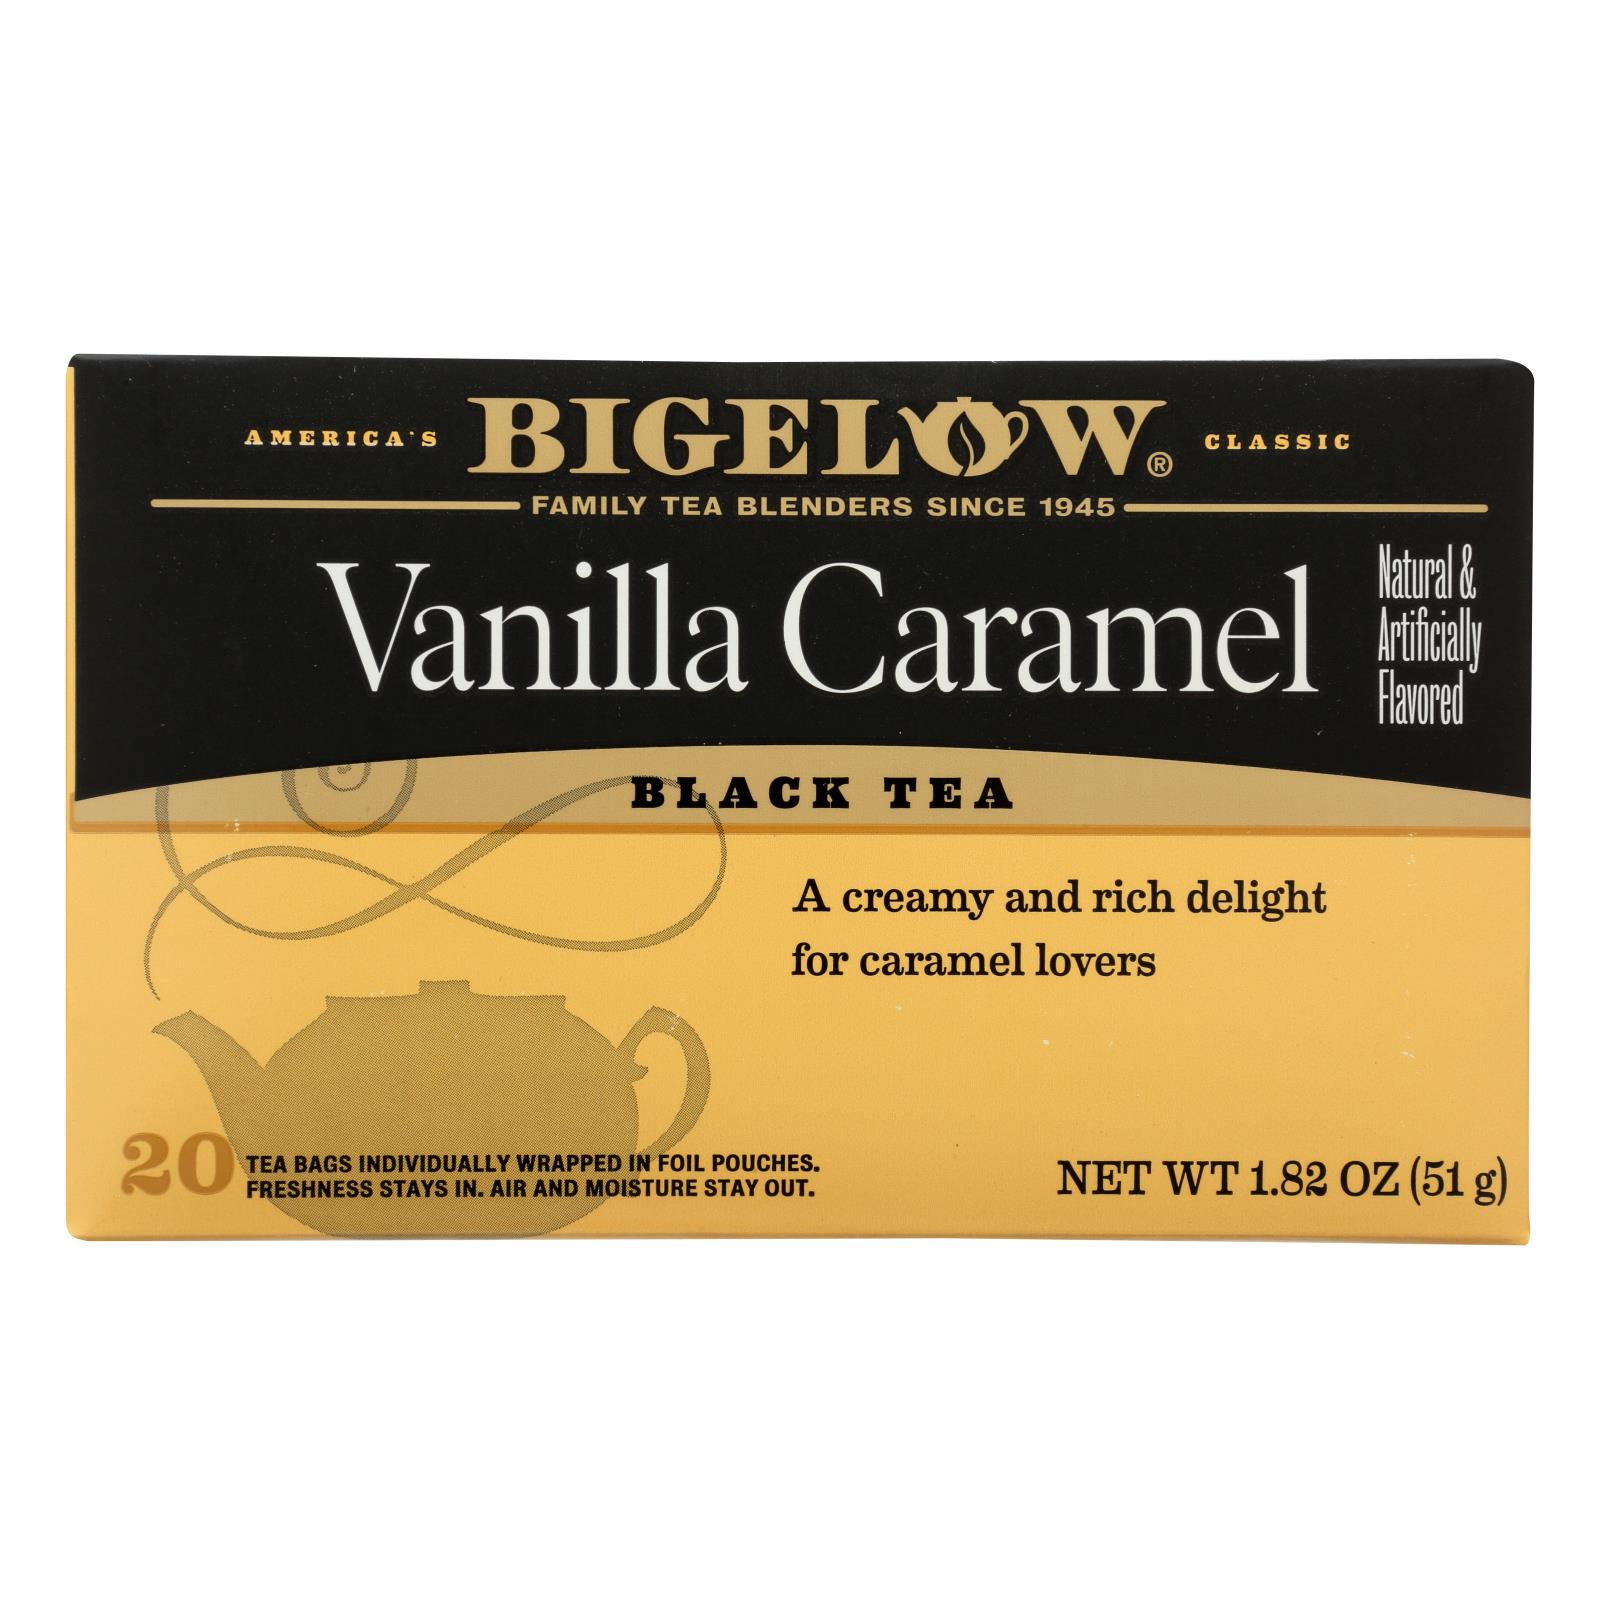 AMERICA'S BIGELOW® CLASSIC
FAMILY TEA BLENDERS SINCE 1945
Vanilla Caramel
Natural &
Artificially
Flavored
BLACK TEA
A creamy and rich delight
for caramel lovers
20 TEA BAGS INDIVIDUALLY WRAPPED IN FOIL POUCHES.
FRESHNESS STAYS IN. AIR AND MOISTURE STAY OUT.
NET WT 1.82 OZ (51 g)